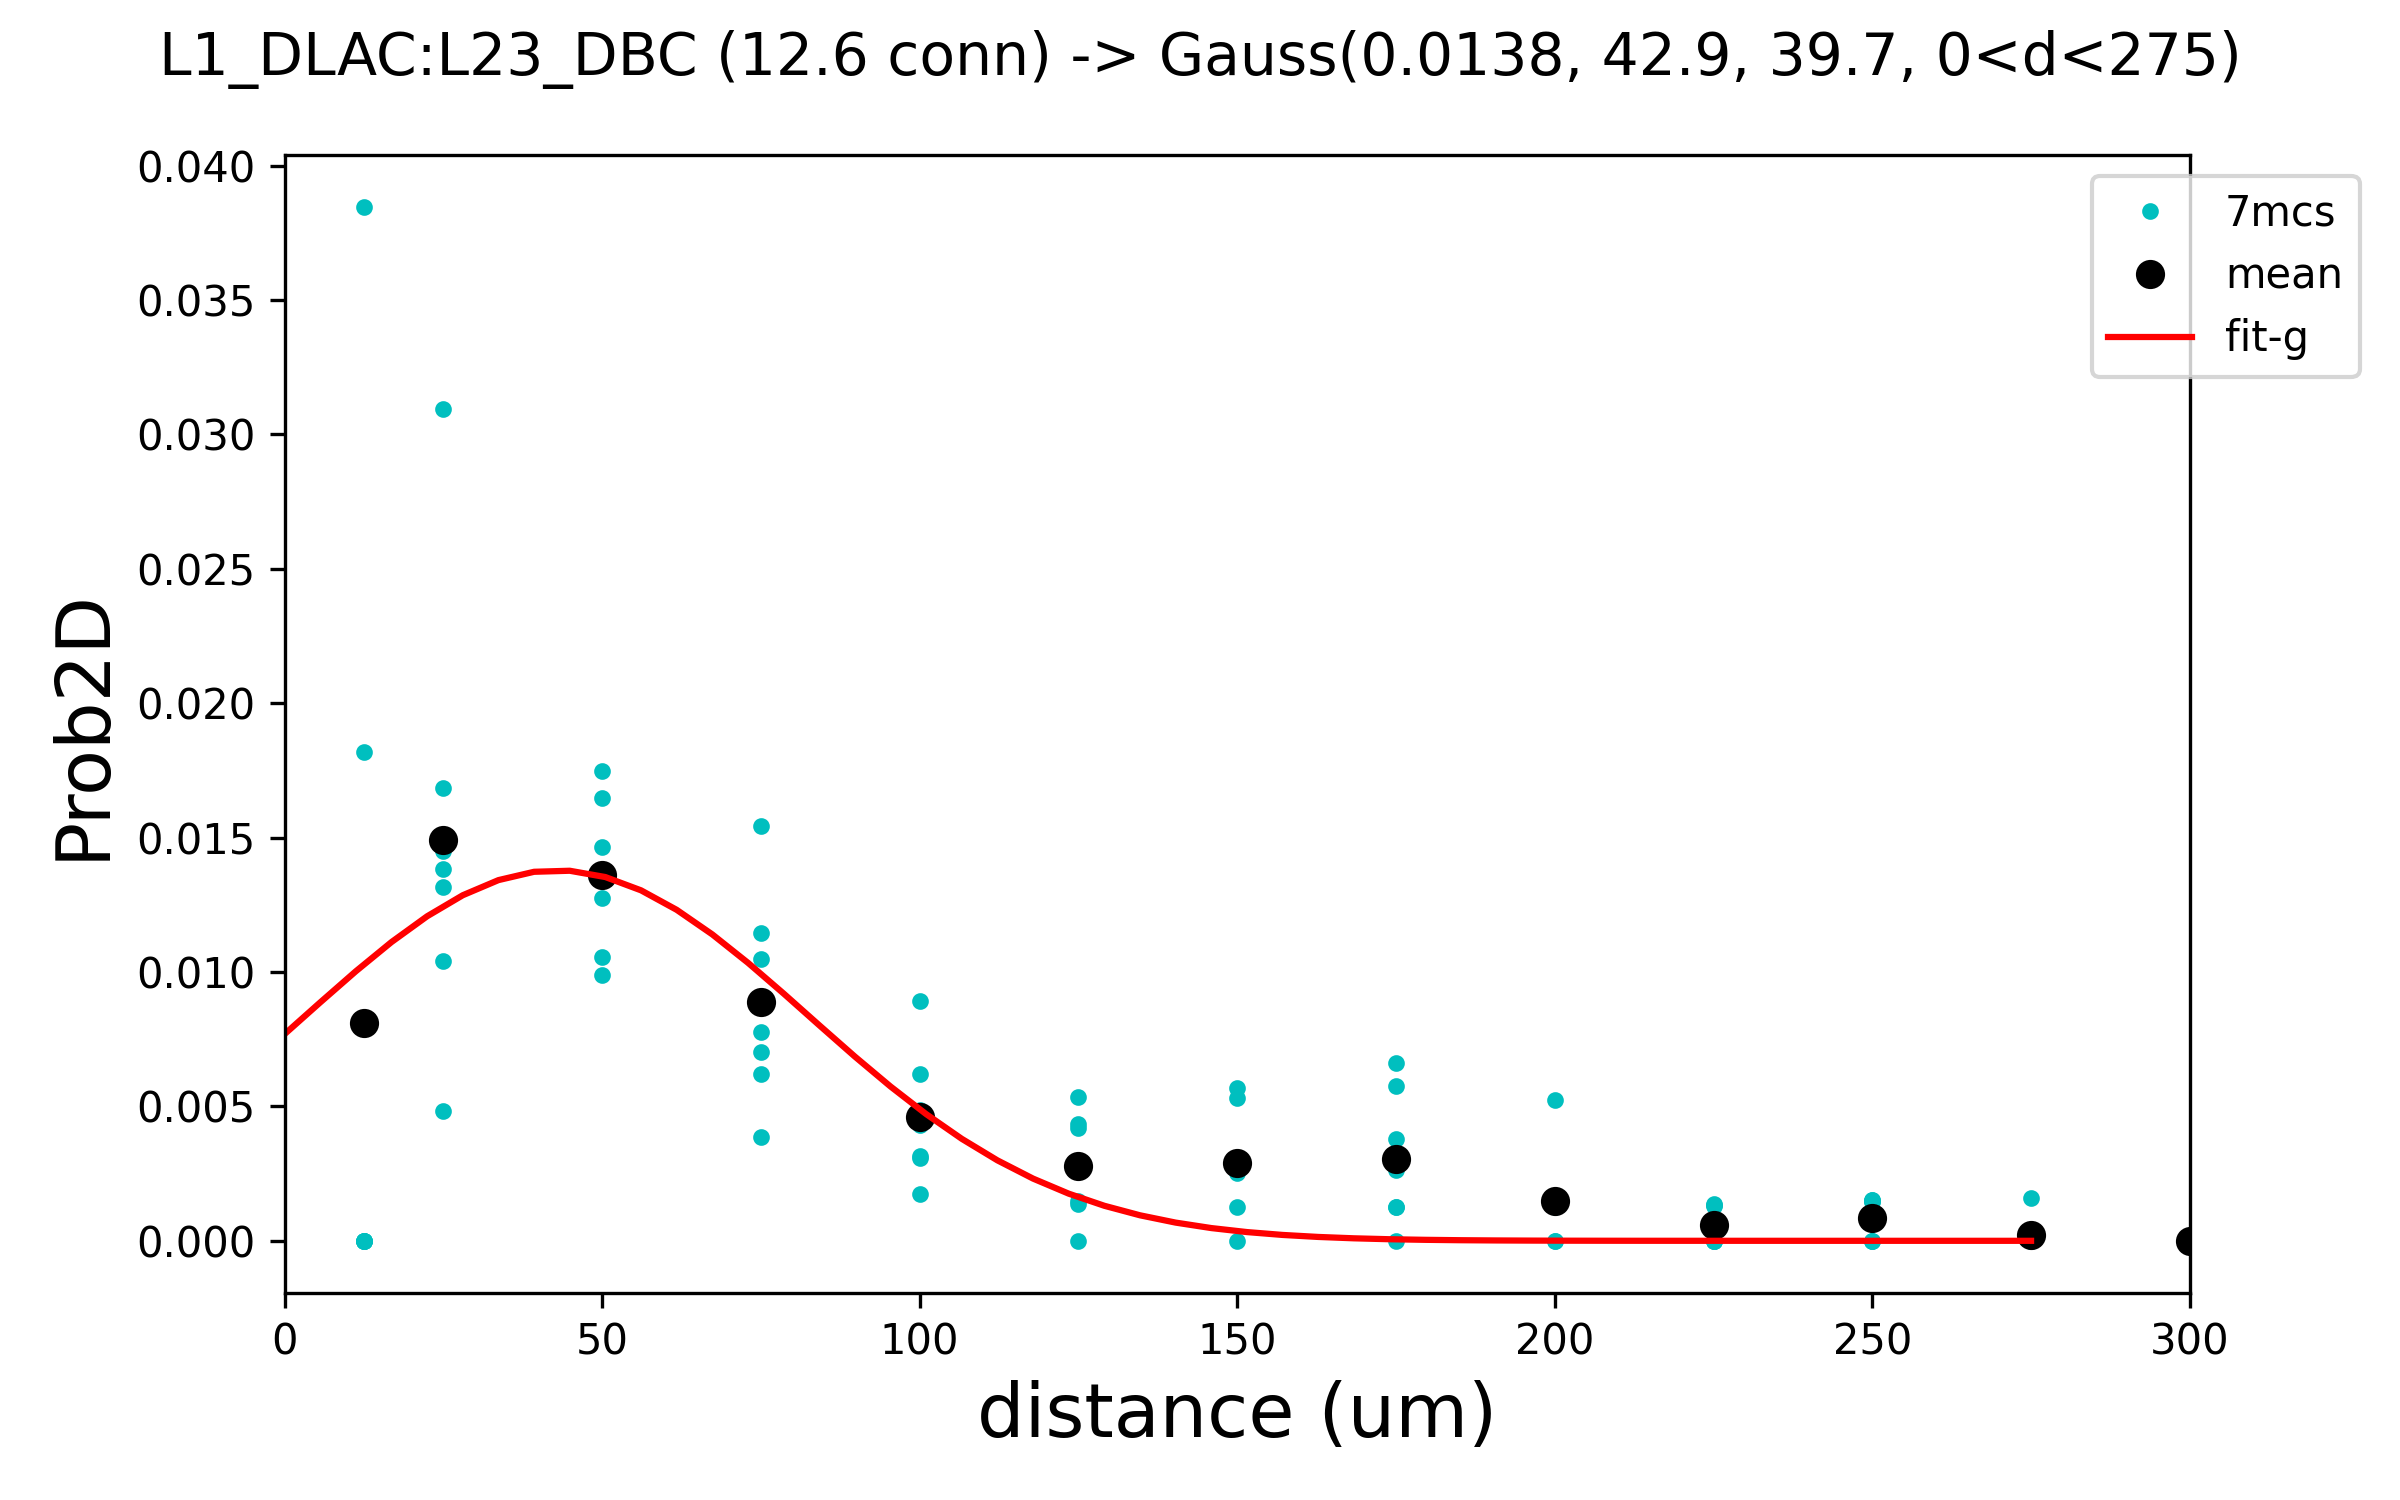 L1_DLAC:L23_DBC (12.6 conn) -> Gauss(0.0138, 42.9, 39.7, 0<d<275)
7mcs
mean
fit-g
Prob2D
0.040
0.035
0.030
0.025
0.020
0.015
0.010
0.005
0.000
0 50 100 150 200 250 300
distance (um)